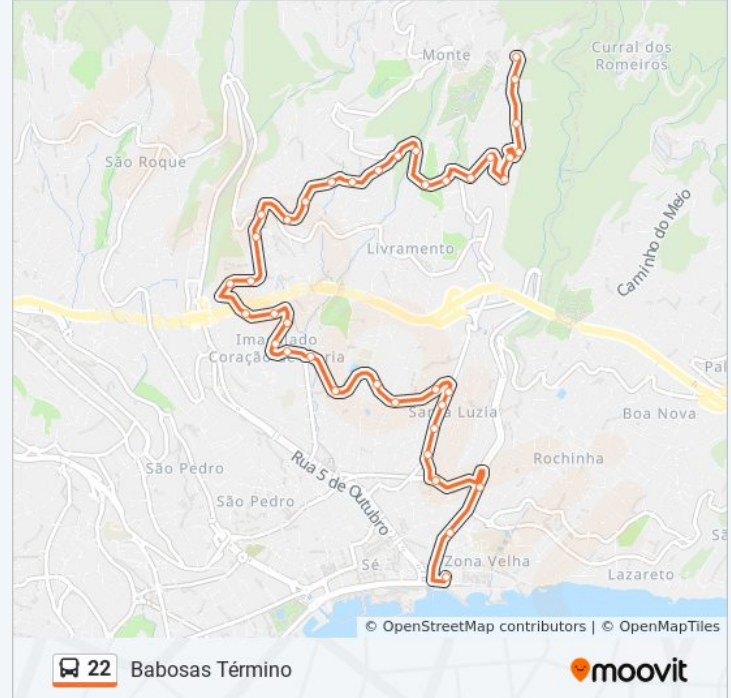 Monte
Curral dos
Romeiros
São Roque
Caminho do Meio
Livramento
Imaculado
Coração de Maria
Pal
Santa Luzia
Boa Nova
Rua 5 de Outubro
São Pedro
Rochinha
São Pedro
Sé
Zona Velha
Lazareto
© OpenStreetMap contributors | © OpenMapTiles
22 Babosas Término
moovit